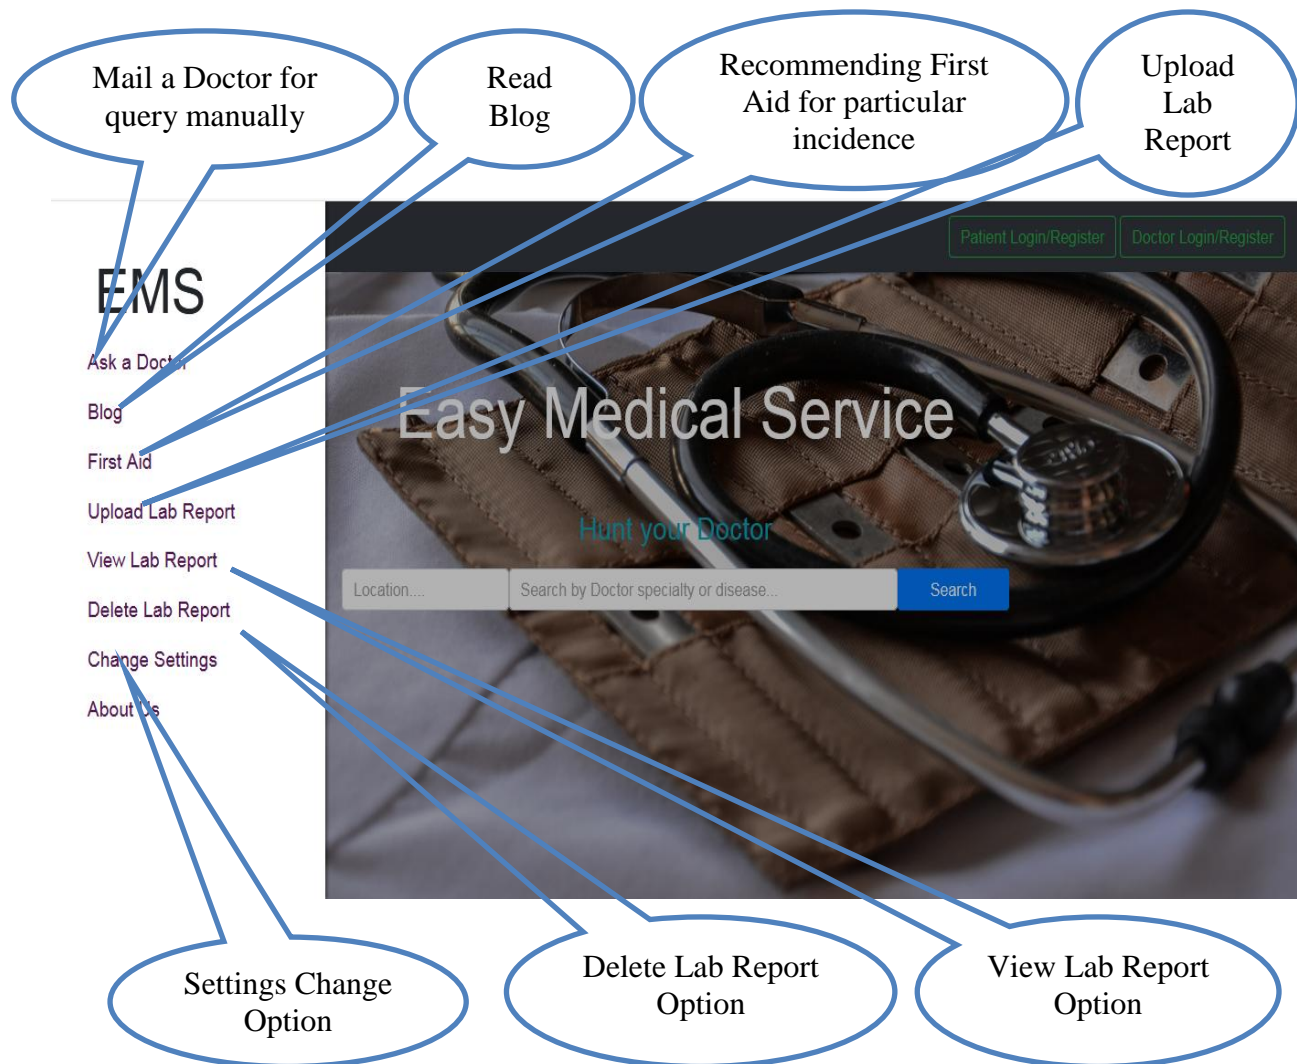 Mail a Doctor for
query manually
Read
Blog
Recommending First
Aid for particular
incidence
Upload
Lab
Report
Patient Login/Register
Doctor Login/Register
EMS
Ask a Doctor
Blog
First Aid
Upload Lab Report
View Lab Report
Delete Lab Report
Change Settings
About Us
Easy Medical Service
Hunt your Doctor
Location....
Search by Doctor specialty or disease...
Search
Settings Change
Option
Delete Lab Report
Option
View Lab Report
Option